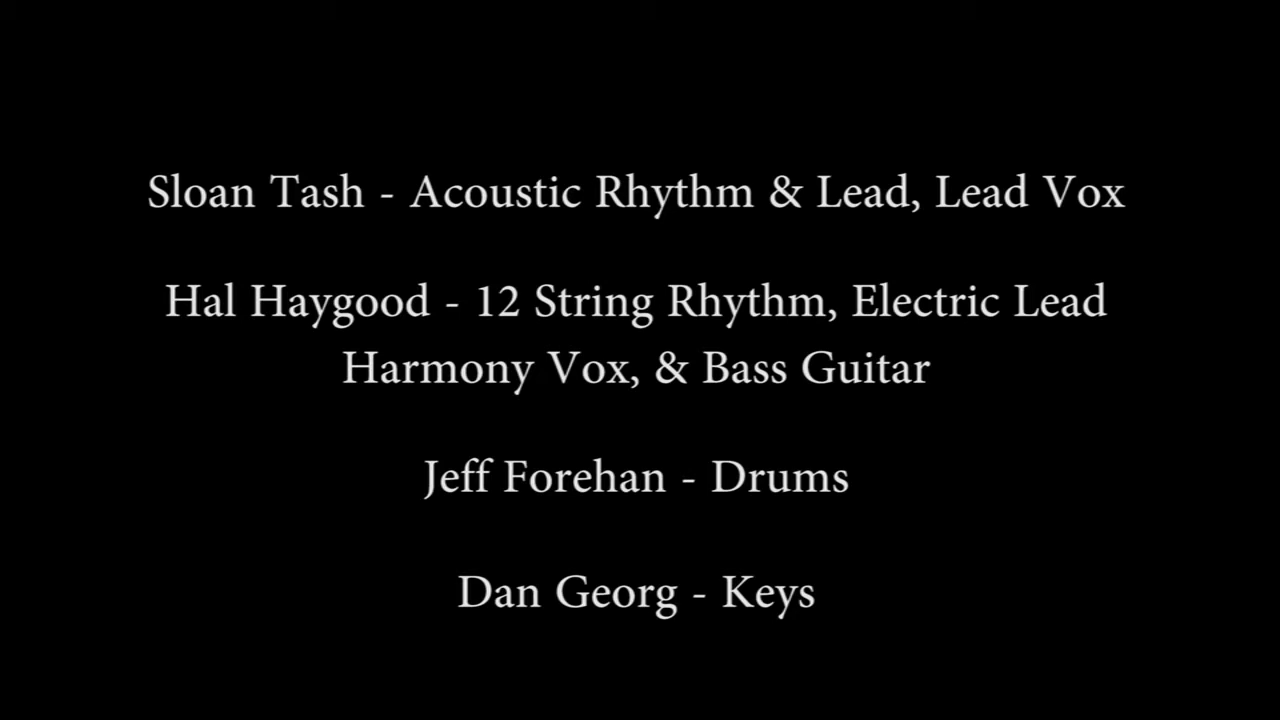 Sloan Tash - Acoustic Rhythm & Lead, Lead Vox
Hal Haygood - 12 String Rhythm, Electric Lead
Harmony Vox, & Bass Guitar
Jeff Forehan - Drums
Dan Georg - Keys